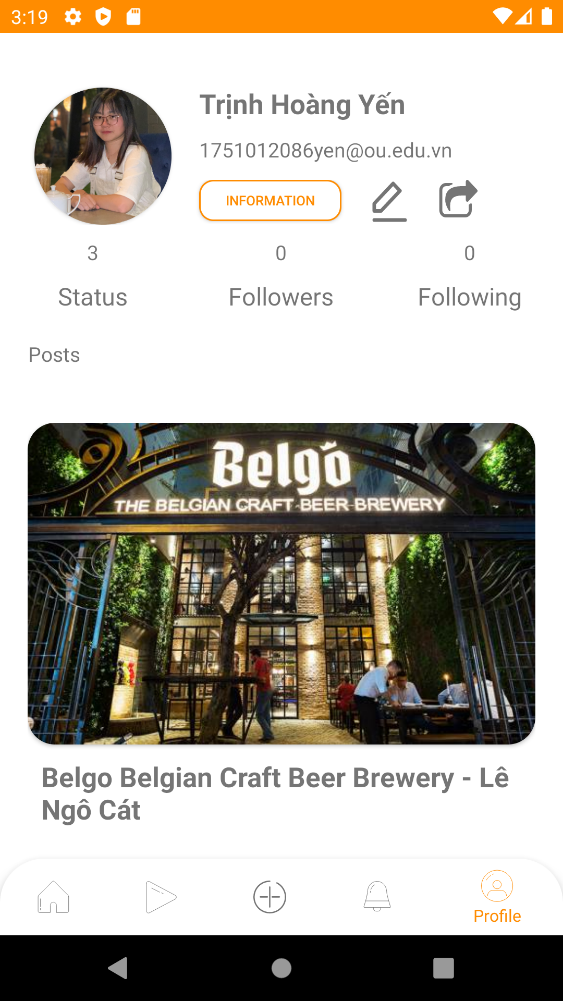 3:19
Trịnh Hoàng Yến
1751012086yen@ou.edu.vn
INFORMATION
3 0 0
Status Followers Following
Posts
Belgo
THE BELGIAN CRAFT BEER BREWERY
Belgo Belgian Craft Beer Brewery - Lê
Ngô Cát
Profile